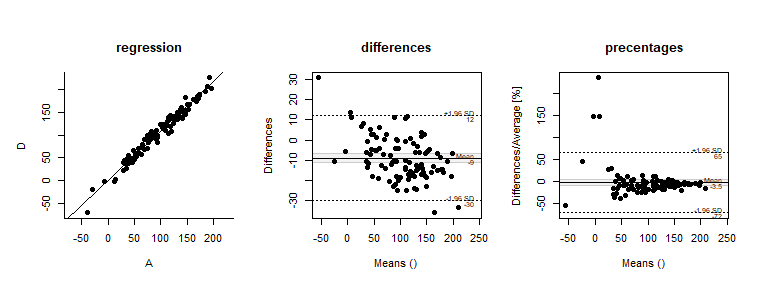 regression
D
-50 0 50 150
-50 0 50 100 150 200
A
differences
Differences
-30 -10 0 10 20 30
+1.96 SD
12
Mean
-9
-1.96 SD
-30
-50 0 50 100 150 200 250
Means ()
precentages
Differences/Average [%]
-50 0 50 150
+1.96 SD
65
Mean
-3.5
-1.96 SD
-72
-50 0 50 100 150 200 250
Means ()